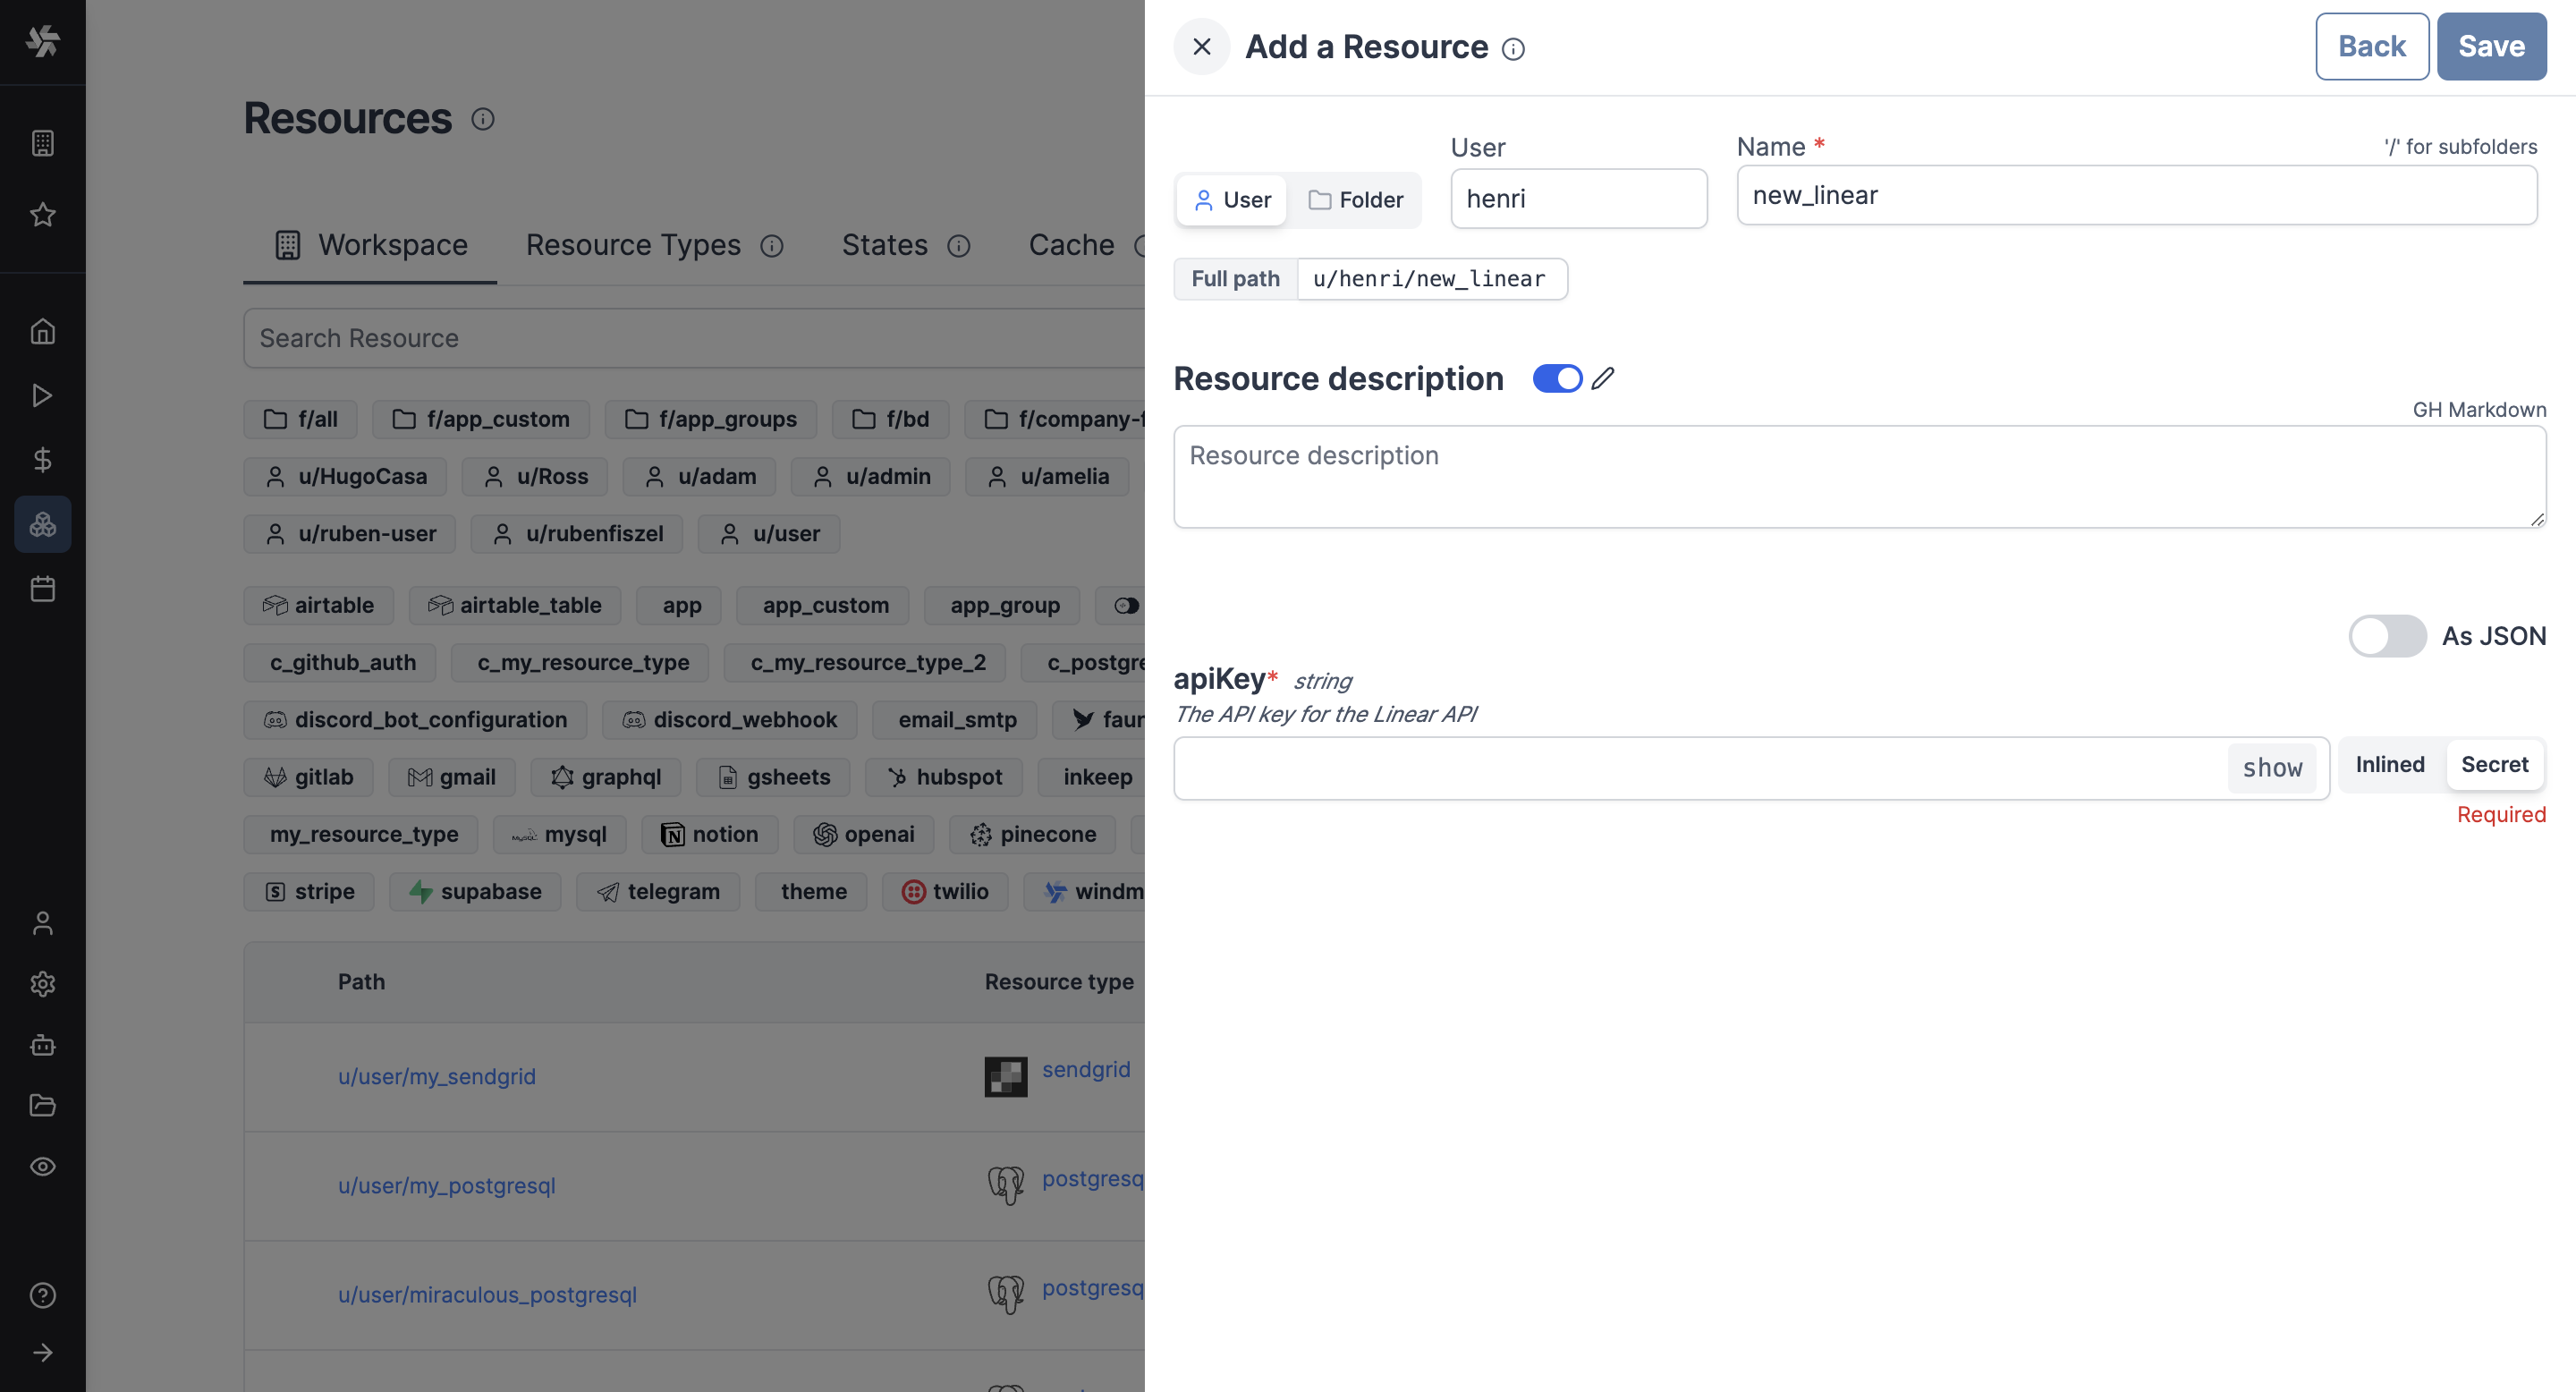 Resources
Workspace Resource Types States Cache
Search Resource
f/all f/app_custom f/app_groups f/bd
u/HugoCasa u/Ross u/adam u/admin u/amelia
u/ruben-user u/rubenfiszel u/user
airtable airtable_table app app_custom app_group
c_github_auth c_my_resource_type c_my_resource_type_2 c_postgre
discord_bot_configuration discord_webhook email_smtp faun
gitlab gmail graphql gsheets hubspot inkeep
my_resource_type mysql notion openai pinecone
stripe supabase telegram theme twilio windm
Path Resource type
u/user/my_sendgrid sendgrid
u/user/my_postgresql postgresq
u/user/miraculous_postgresql postgresq
Add a Resource Back Save
User Name * '/' for subfolders
User Folder henri new_linear
Full path u/henri/new_linear
Resource description
GH Markdown
Resource description
As JSON
apiKey* string
The API key for the Linear API
show Inlined Secret
Required